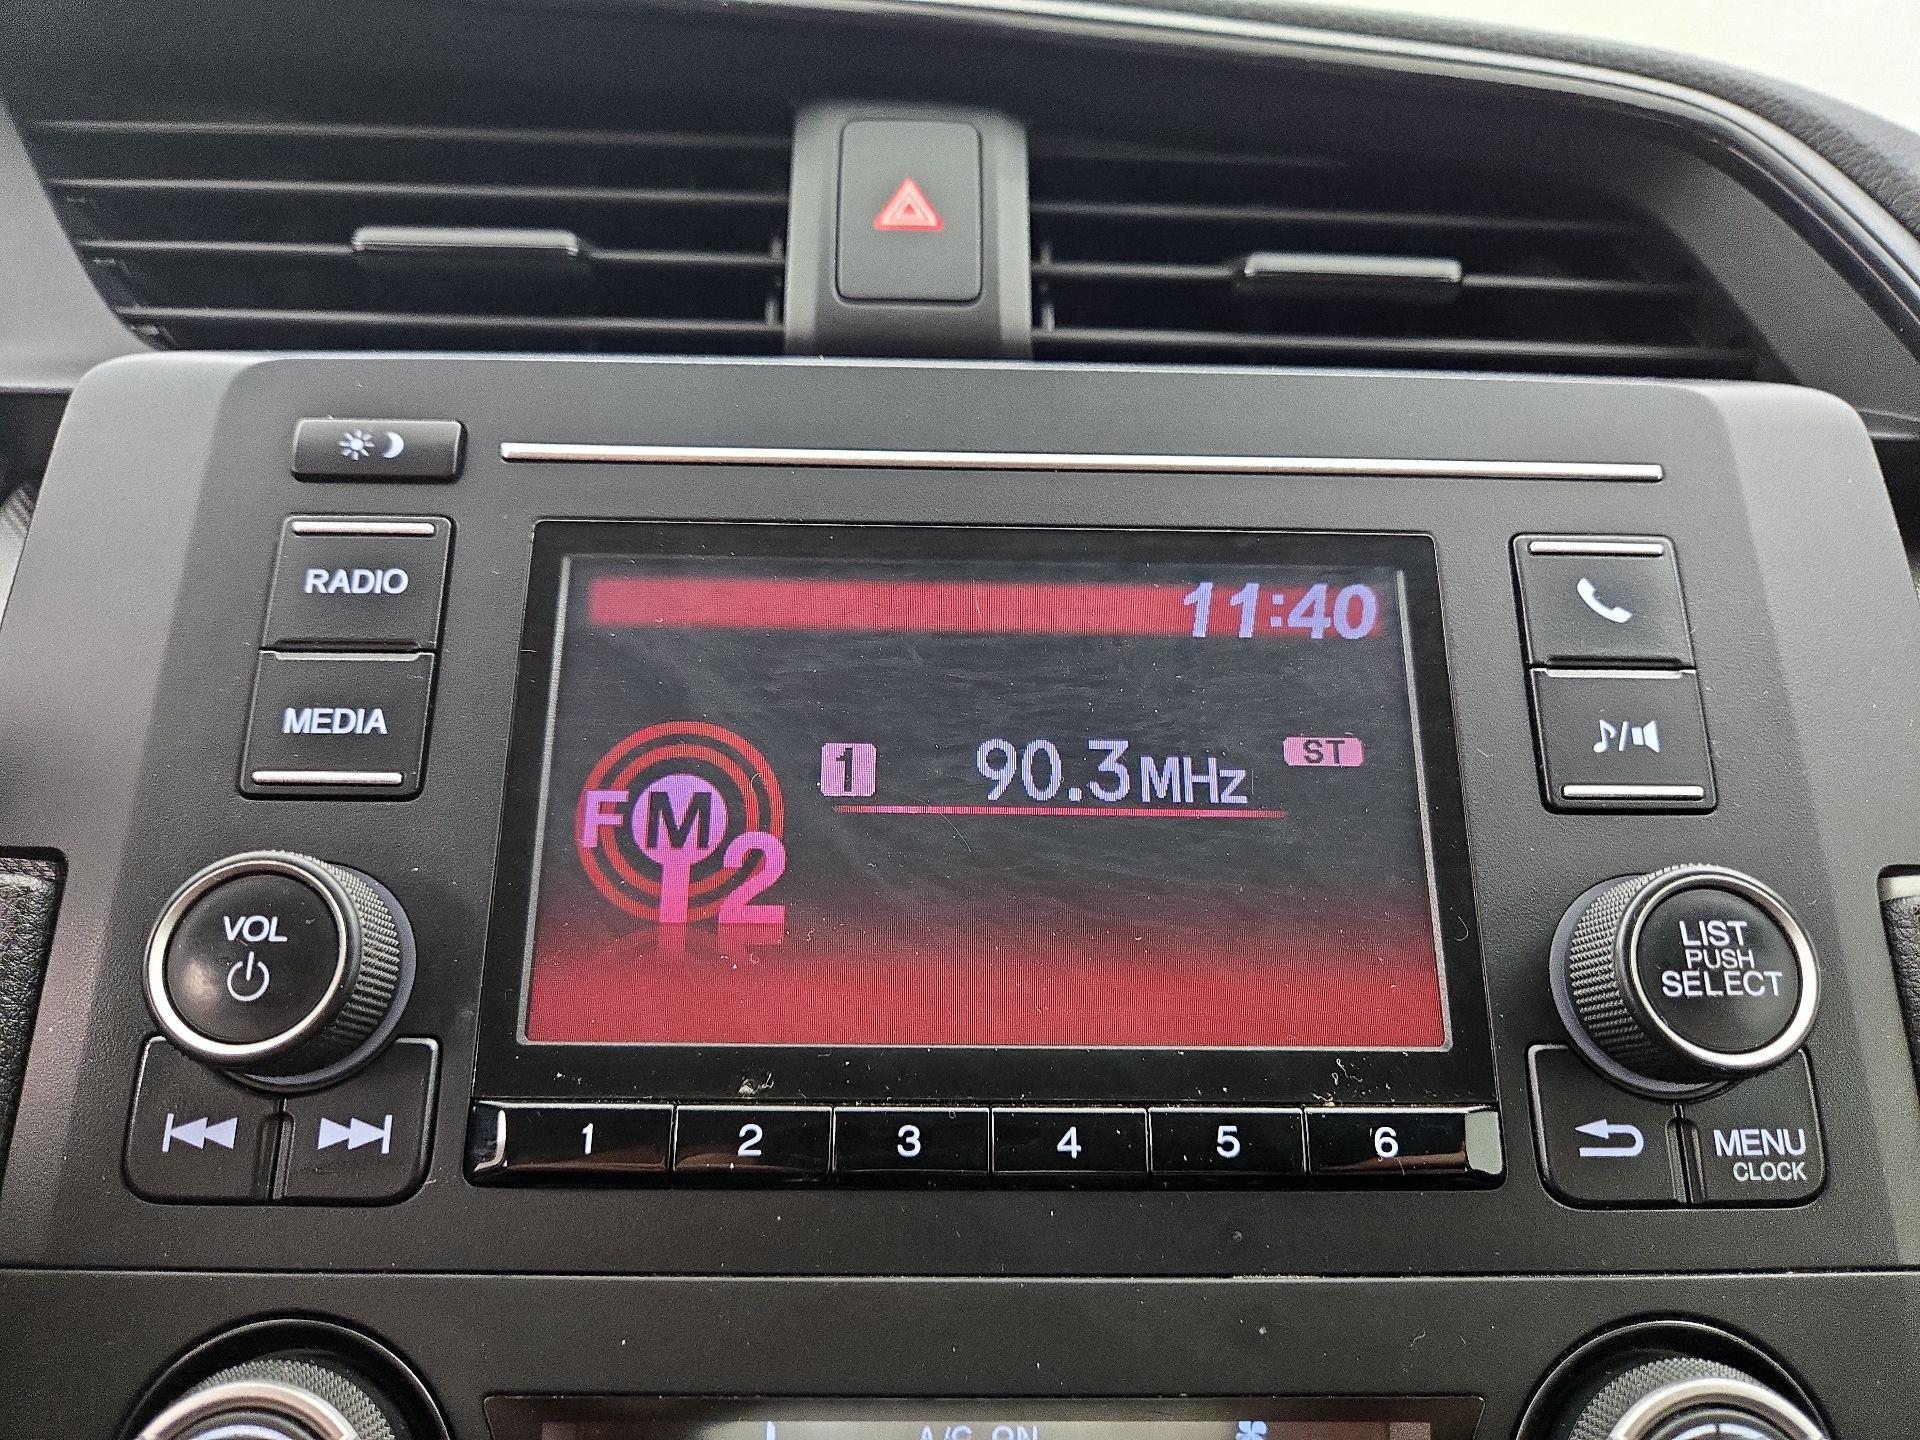 RADIO
MEDIA
VOL
11:40
FM2
1 90.3MHz ST
LIST
PUSH
SELECT
1 2 3 4 5 6
MENU
CLOCK
A/C ON